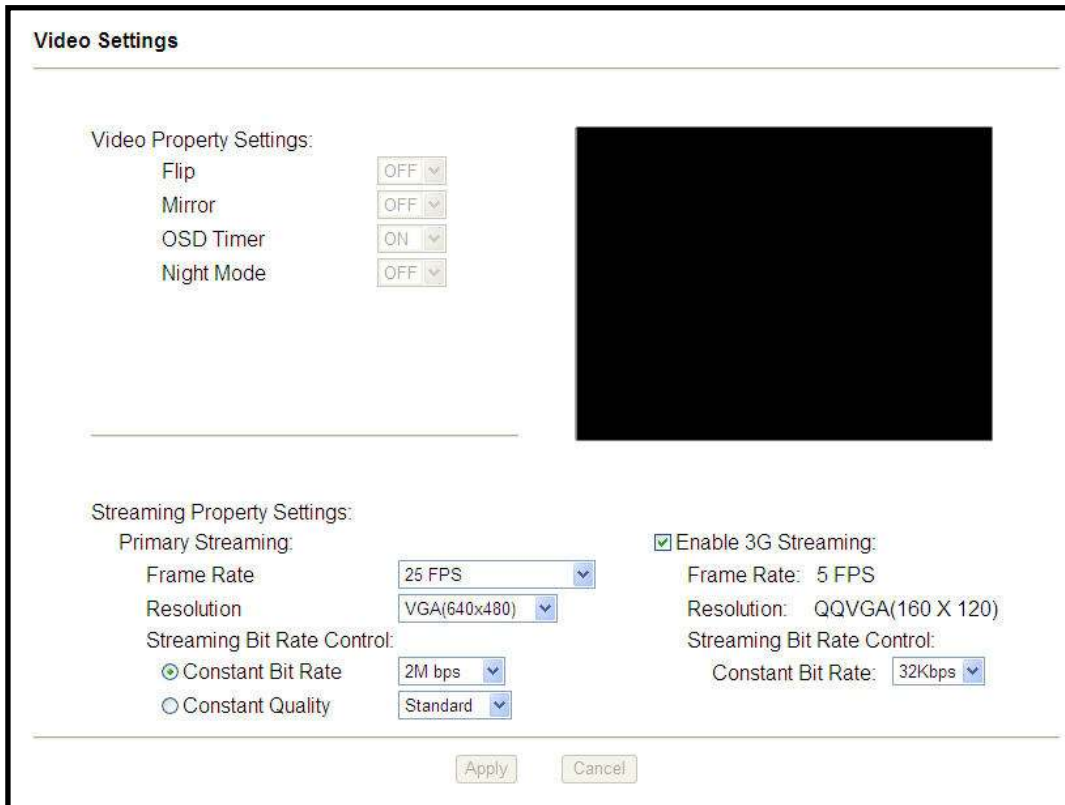 Video Settings
Video Property Settings:
Flip OFF
Mirror OFF
OSD Timer ON
Night Mode OFF
Streaming Property Settings:
Primary Streaming:
Frame Rate 25 FPS
Resolution VGA(640x480)
Streaming Bit Rate Control:
Constant Bit Rate 2M bps
Constant Quality Standard
Enable 3G Streaming:
Frame Rate: 5 FPS
Resolution: QQVGA(160 X 120)
Streaming Bit Rate Control:
Constant Bit Rate: 32Kbps
Apply Cancel